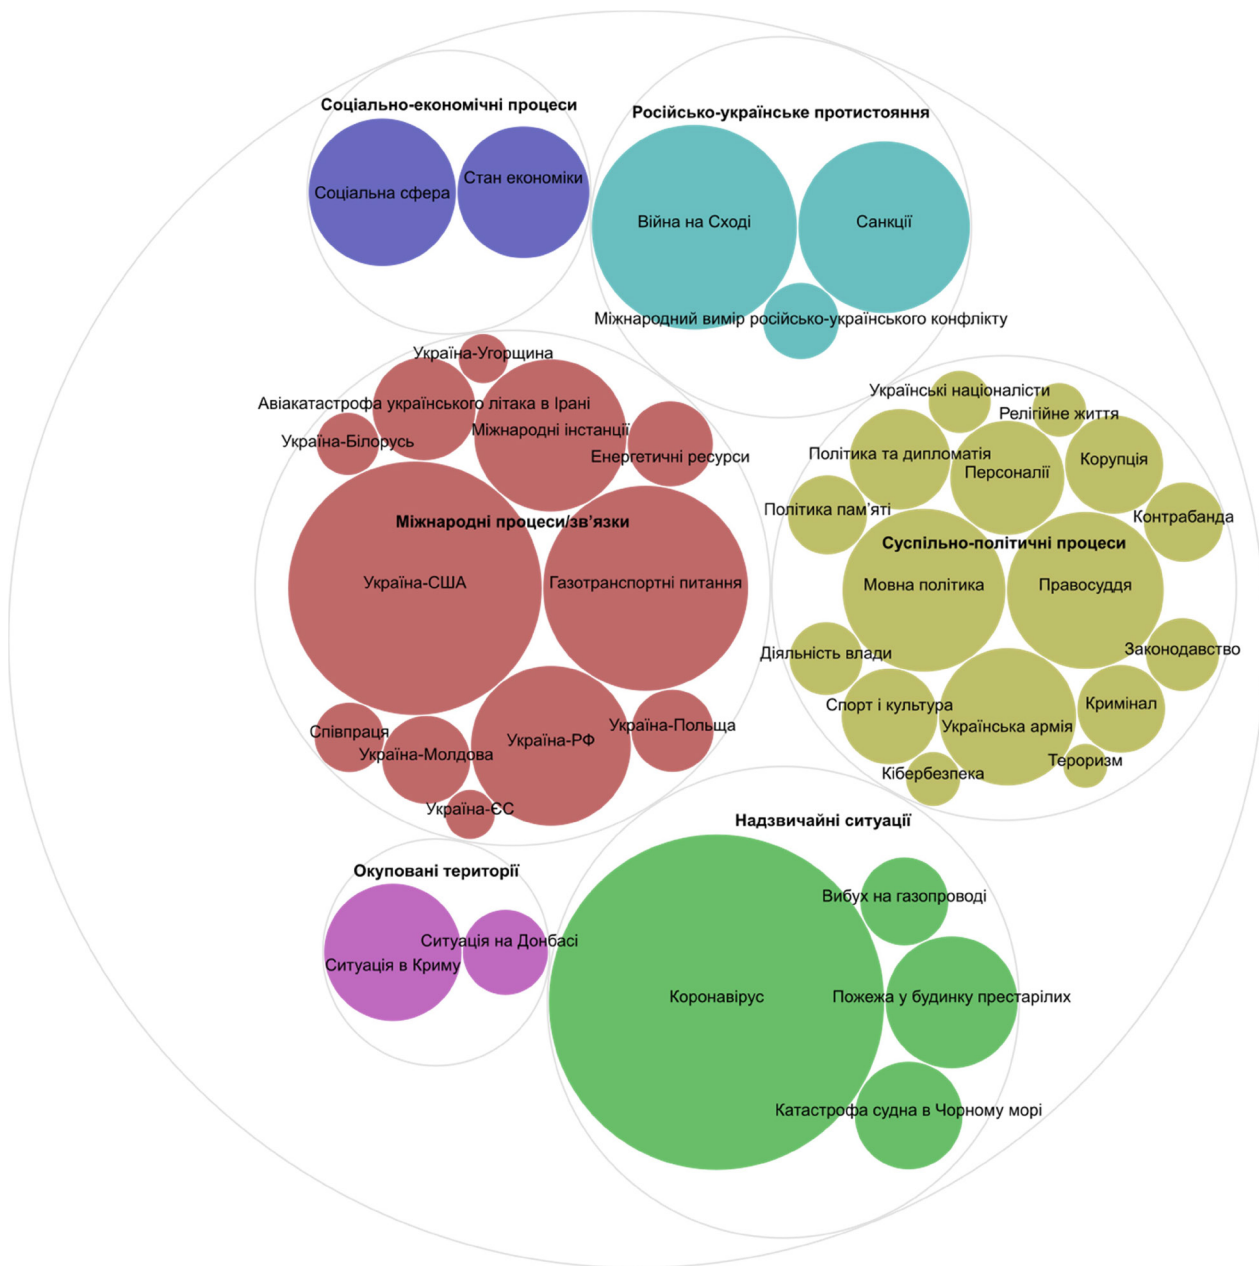 Соціально-економічні процеси
Соціальна сфера
Стан економіки
Російсько-українське протистояння
Війна на Сході
Санкції
Міжнародний вимір російсько-українського конфлікту
Україна-Угорщина
Авіакатастрофа українського літака в Ірані
Міжнародні інстанції
Україна-Білорусь
Енергетичні ресурси
Міжнародні процеси/зв’язки
Україна-США
Газотранспортні питання
Співпраця
Україна-Молдова
Україна-РФ
Україна-Польща
Україна-ЄС
Українські націоналісти
Релігійне життя
Політика та дипломатія
Персоналії
Корупція
Політика пам’яті
Контрабанда
Суспільно-політичні процеси
Мовна політика
Правосуддя
Діяльність влади
Законодавство
Спорт і культура
Українська армія
Кримінал
Кібербезпека
Тероризм
Окуповані території
Ситуація в Криму
Ситуація на Донбасі
Надзвичайні ситуації
Коронавірус
Вибух на газопроводі
Пожежа у будинку престарілих
Катастрофа судна в Чорному морі